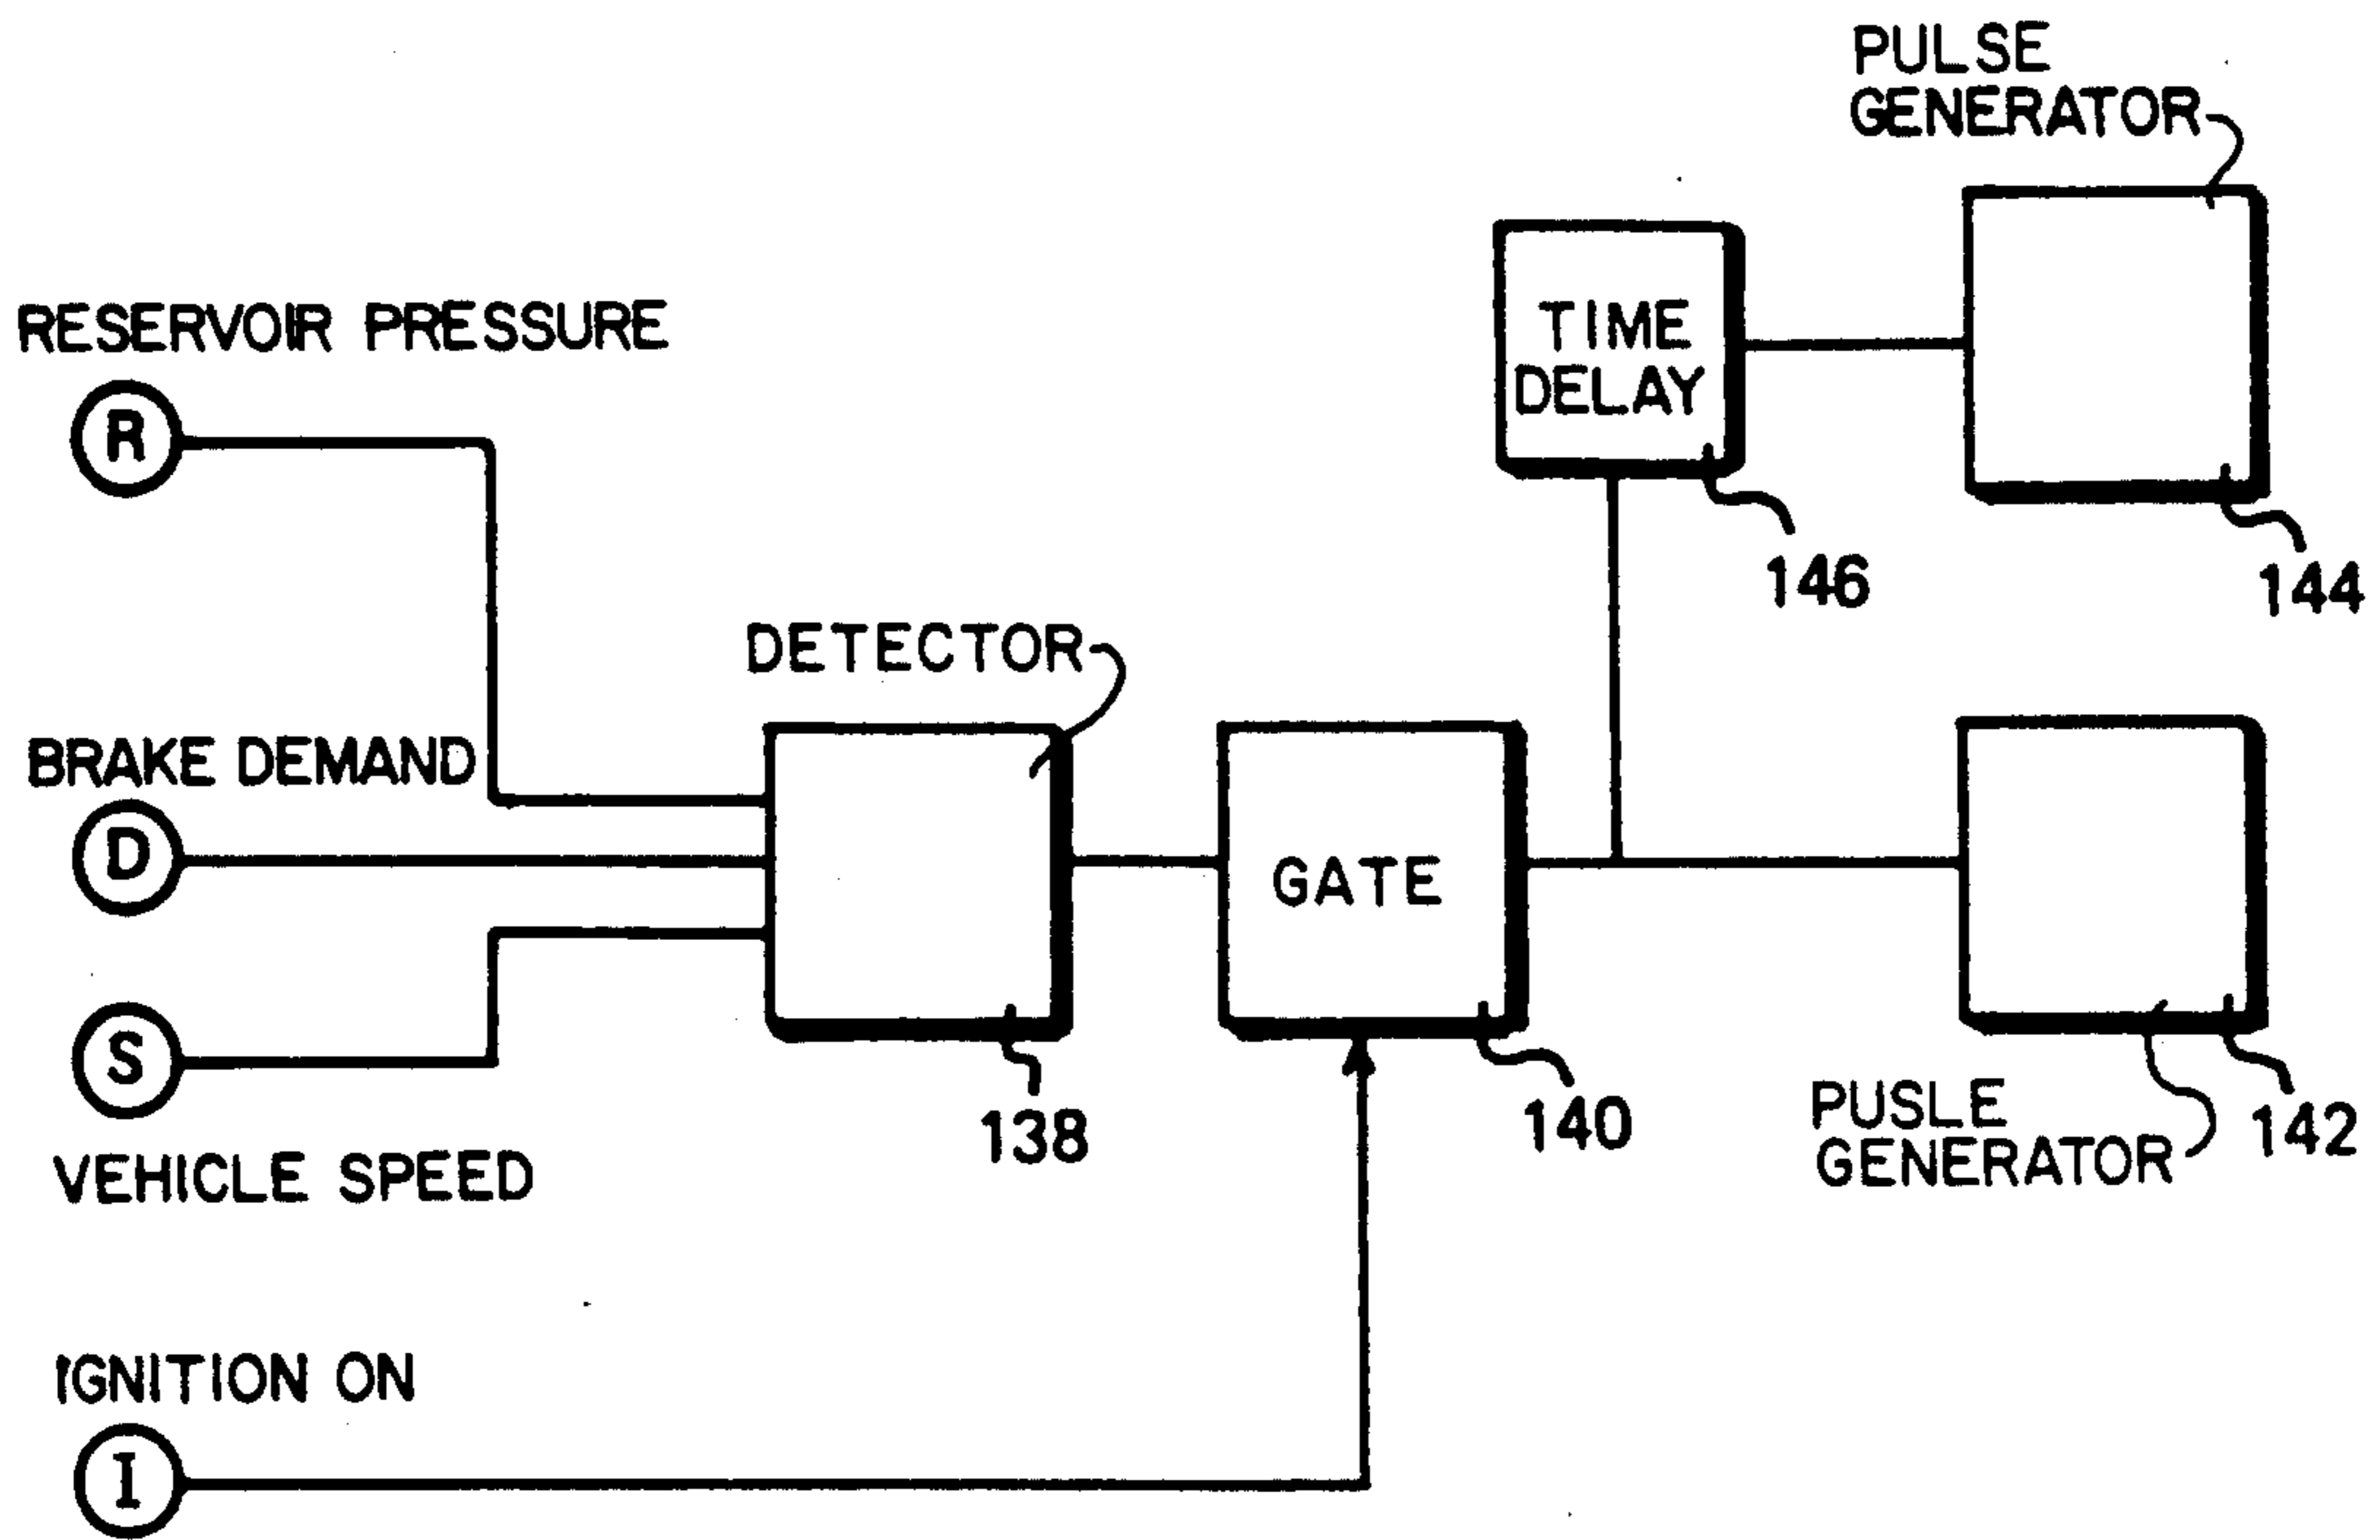 PULSE
GENERATOR
RESERVOIR PRESSURE
R
TIME
DELAY
146
144
DETECTOR
BRAKE DEMAND
D
GATE
S
VEHICLE SPEED
138
140
PUSLE
GENERATOR
142
IGNITION ON
I